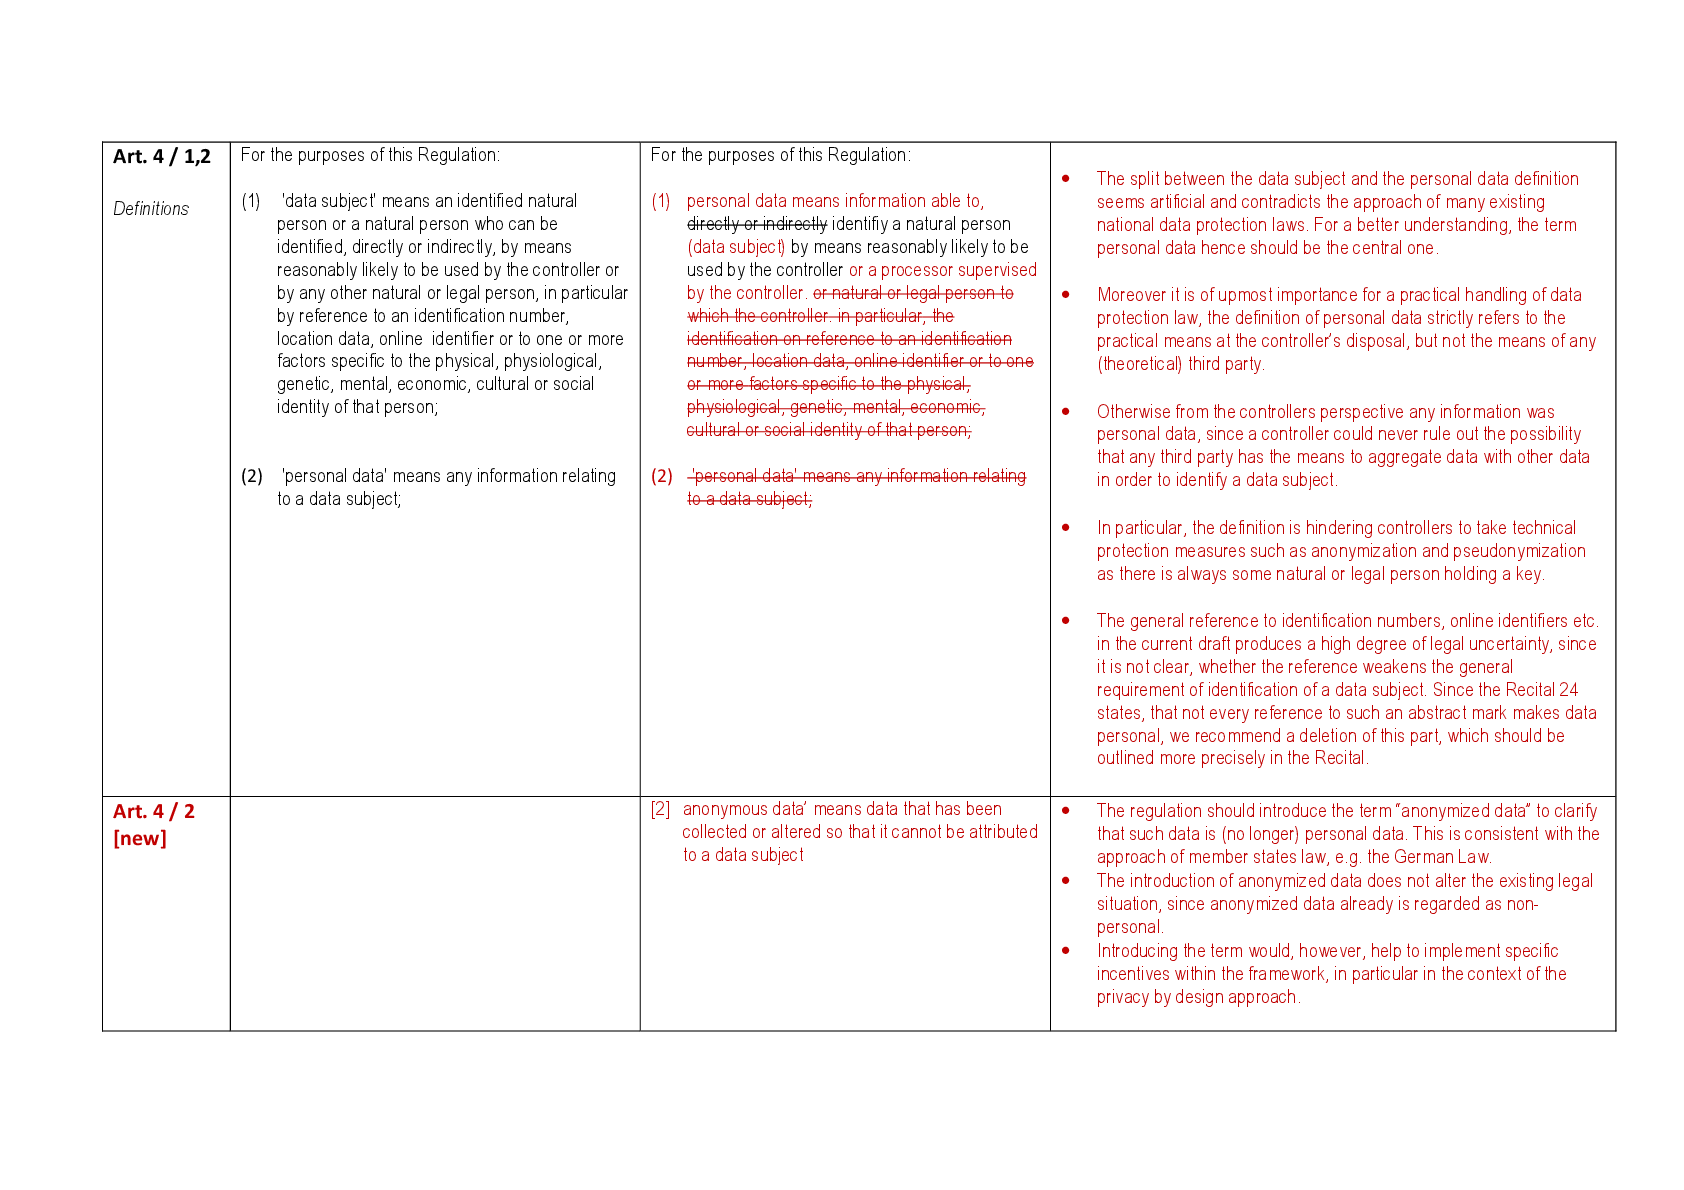 Art. 4 / 1,2
Definitions
For the purposes of this Regulation:
(1) 'data subject' means an identified natural
person or a natural person who can be
identified, directly or indirectly, by means
reasonably likely to be used by the controller or
by any other natural or legal person, in particular
by reference to an identification number,
location data, online identifier or to one or more
factors specific to the physical, physiological,
genetic, mental, economic, cultural or social
identity of that person;
(2) 'personal data' means any information relating
to a data subject;
For the purposes of this Regulation:
(1) personal data means information able to,
directly or indirectly identifiy a natural person
(data subject) by means reasonably likely to be
used by the controller or a processor supervised
by the controller. or natural or legal person to
which the controller. in particular, the
identification on reference to an identification
number, location data, online identifier or to one
or more factors specific to the physical,
physiological, genetic, mental, economic,
cultural or social identity of that person;
(2) 'personal data' means any information relating
to a data subject;
• The split between the data subject and the personal data definition
seems artificial and contradicts the approach of many existing
national data protection laws. For a better understanding, the term
personal data hence should be the central one.
• Moreover it is of upmost importance for a practical handling of data
protection law, the definition of personal data strictly refers to the
practical means at the controller's disposal, but not the means of any
(theoretical) third party.
• Otherwise from the controllers perspective any information was
personal data, since a controller could never rule out the possibility
that any third party has the means to aggregate data with other data
in order to identify a data subject.
• In particular, the definition is hindering controllers to take technical
protection measures such as anonymization and pseudonymization
as there is always some natural or legal person holding a key.
• The general reference to identification numbers, online identifiers etc.
in the current draft produces a high degree of legal uncertainty, since
it is not clear, whether the reference weakens the general
requirement of identification of a data subject. Since the Recital 24
states, that not every reference to such an abstract mark makes data
personal, we recommend a deletion of this part, which should be
outlined more precisely in the Recital.
Art. 4 / 2
[new]
[2] anonymous data’ means data that has been
collected or altered so that it cannot be attributed
to a data subject
• The regulation should introduce the term “anonymized data” to clarify
that such data is (no longer) personal data. This is consistent with the
approach of member states law, e.g. the German Law.
• The introduction of anonymized data does not alter the existing legal
situation, since anonymized data already is regarded as non-
personal.
• Introducing the term would, however, help to implement specific
incentives within the framework, in particular in the context of the
privacy by design approach.